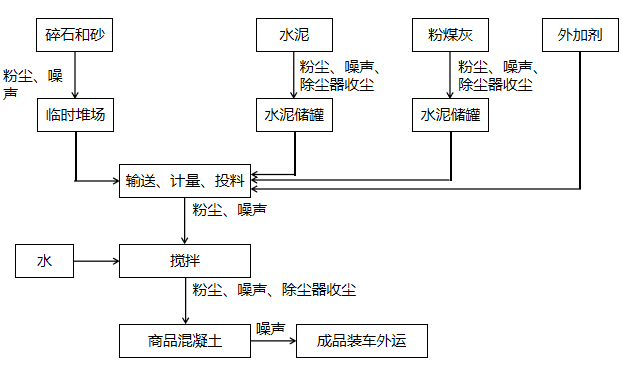 碎石和砂
水泥
粉煤灰
外加剂
粉尘、噪
声
粉尘、噪声、
除尘器收尘
粉尘、噪声、
除尘器收尘
临时堆场
水泥储罐
水泥储罐
输送、计量、投料
粉尘、噪声
水
搅拌
粉尘、噪声、除尘器收尘
商品混凝土
噪声
成品装车外运